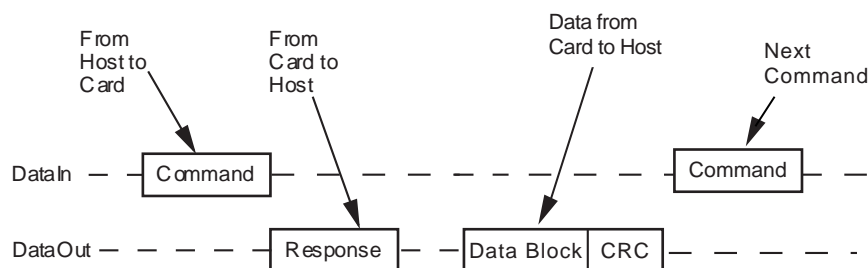 From
Host to
Card
From
Card to
Host
Data from
Card to Host
Next
Command
DataIn
Command
Command
DataOut
Response
Data Block
CRC